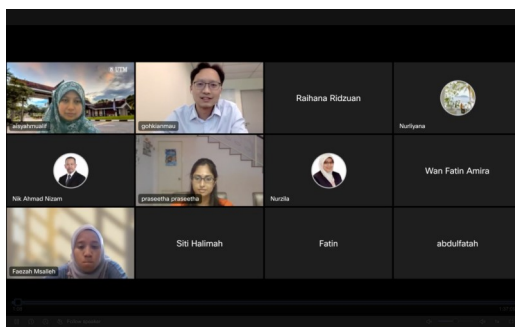 UTM
aisyahmualif
gohkianmau
Raihana Ridzuan
Nurliyana
Nik Ahmad Nizam
praseetha praseetha
Nurzila
Wan Fatin Amira
Faezah Msalleh
Siti Halimah
Fatin
abdulfatah